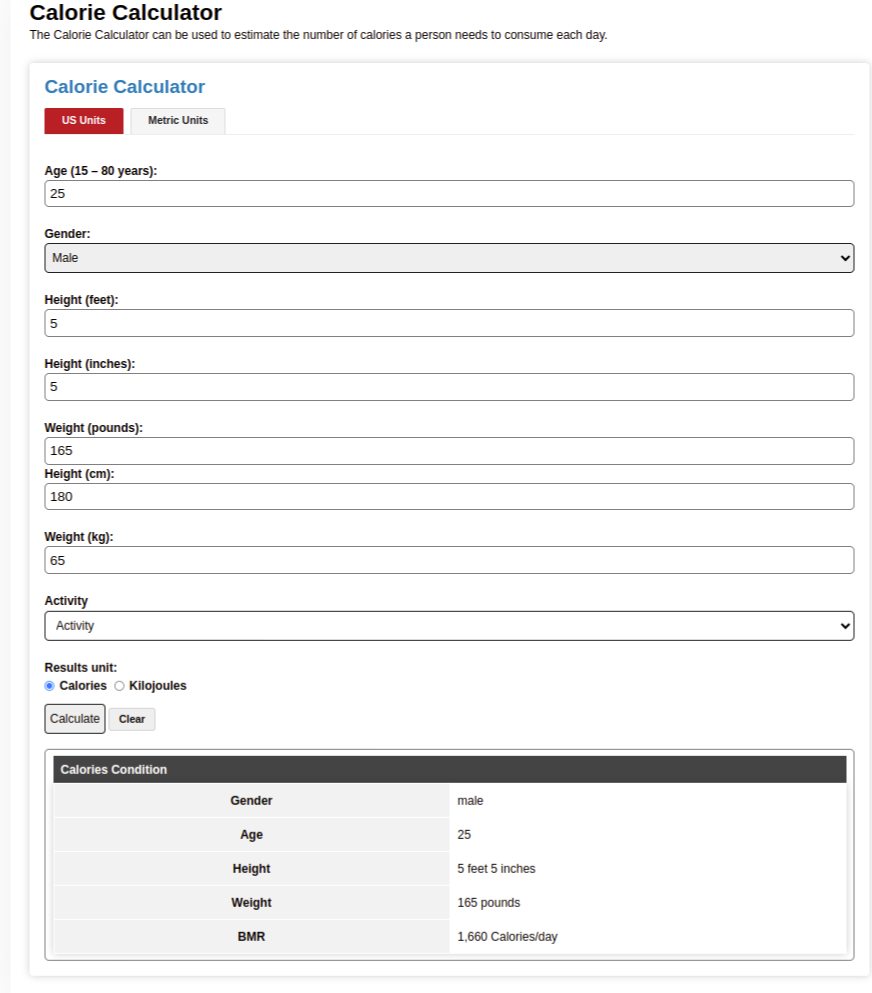 Calorie Calculator
The Calorie Calculator can be used to estimate the number of calories a person needs to consume each day.
Calorie Calculator
US Units Metric Units
Age (15 – 80 years):
25
Gender:
Male
Height (feet):
5
Height (inches):
5
Weight (pounds):
165
Height (cm):
180
Weight (kg):
65
Activity
Activity
Results unit:
Calories Kilojoules
Calculate Clear
Calories Condition
Gender male
Age 25
Height 5 feet 5 inches
Weight 165 pounds
BMR 1,660 Calories/day